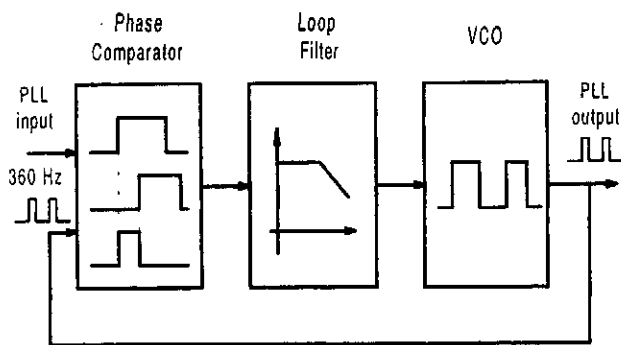 Phase
Comparator
Loop
Filter
VCO
PLL
input
360 Hz
PLL
output